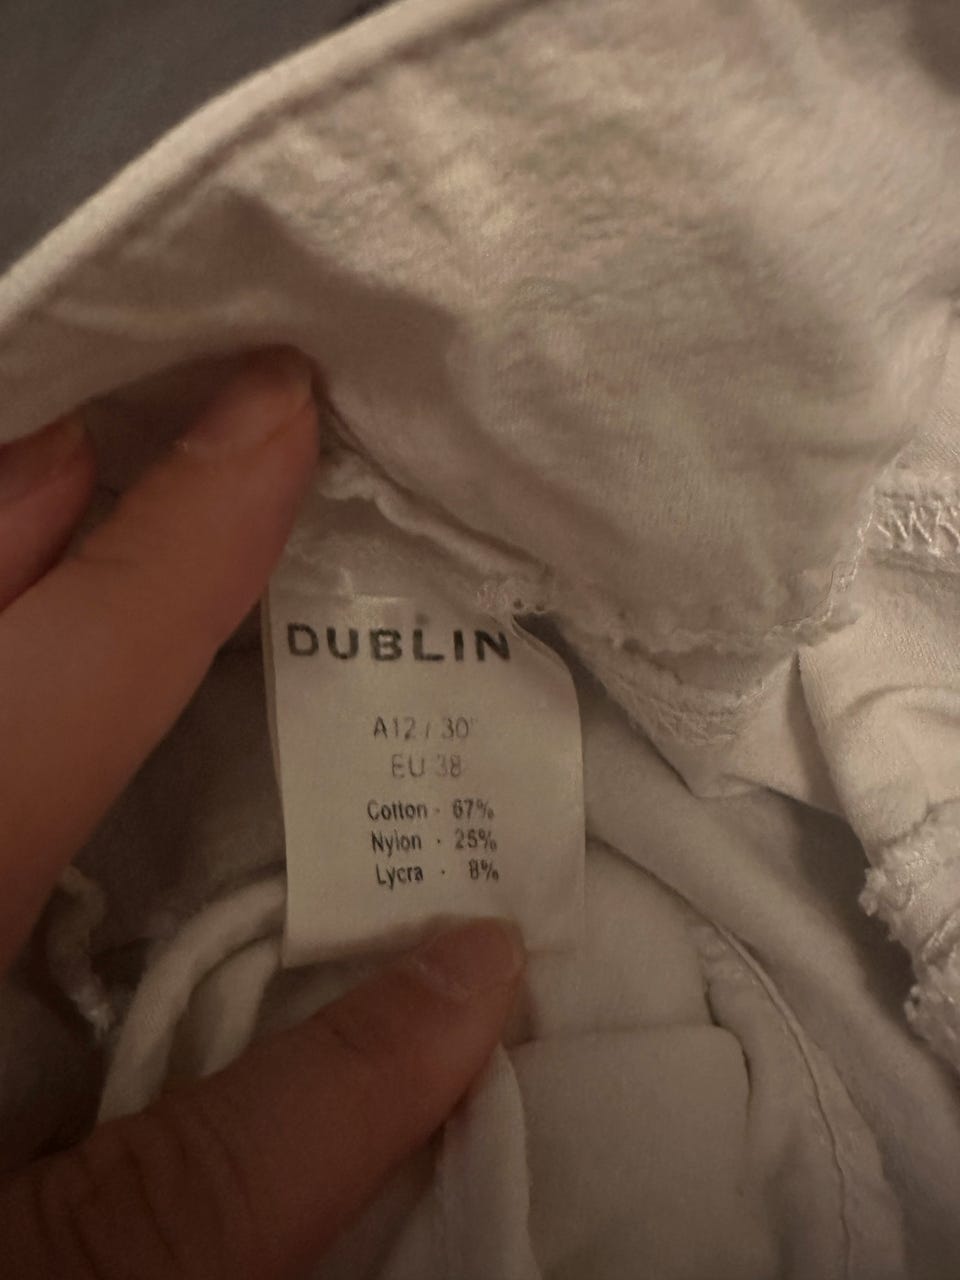 DUBLIN
A12 / 30"
EU 38
Cotton - 67%
Nylon · 25%
Lycra · 8%